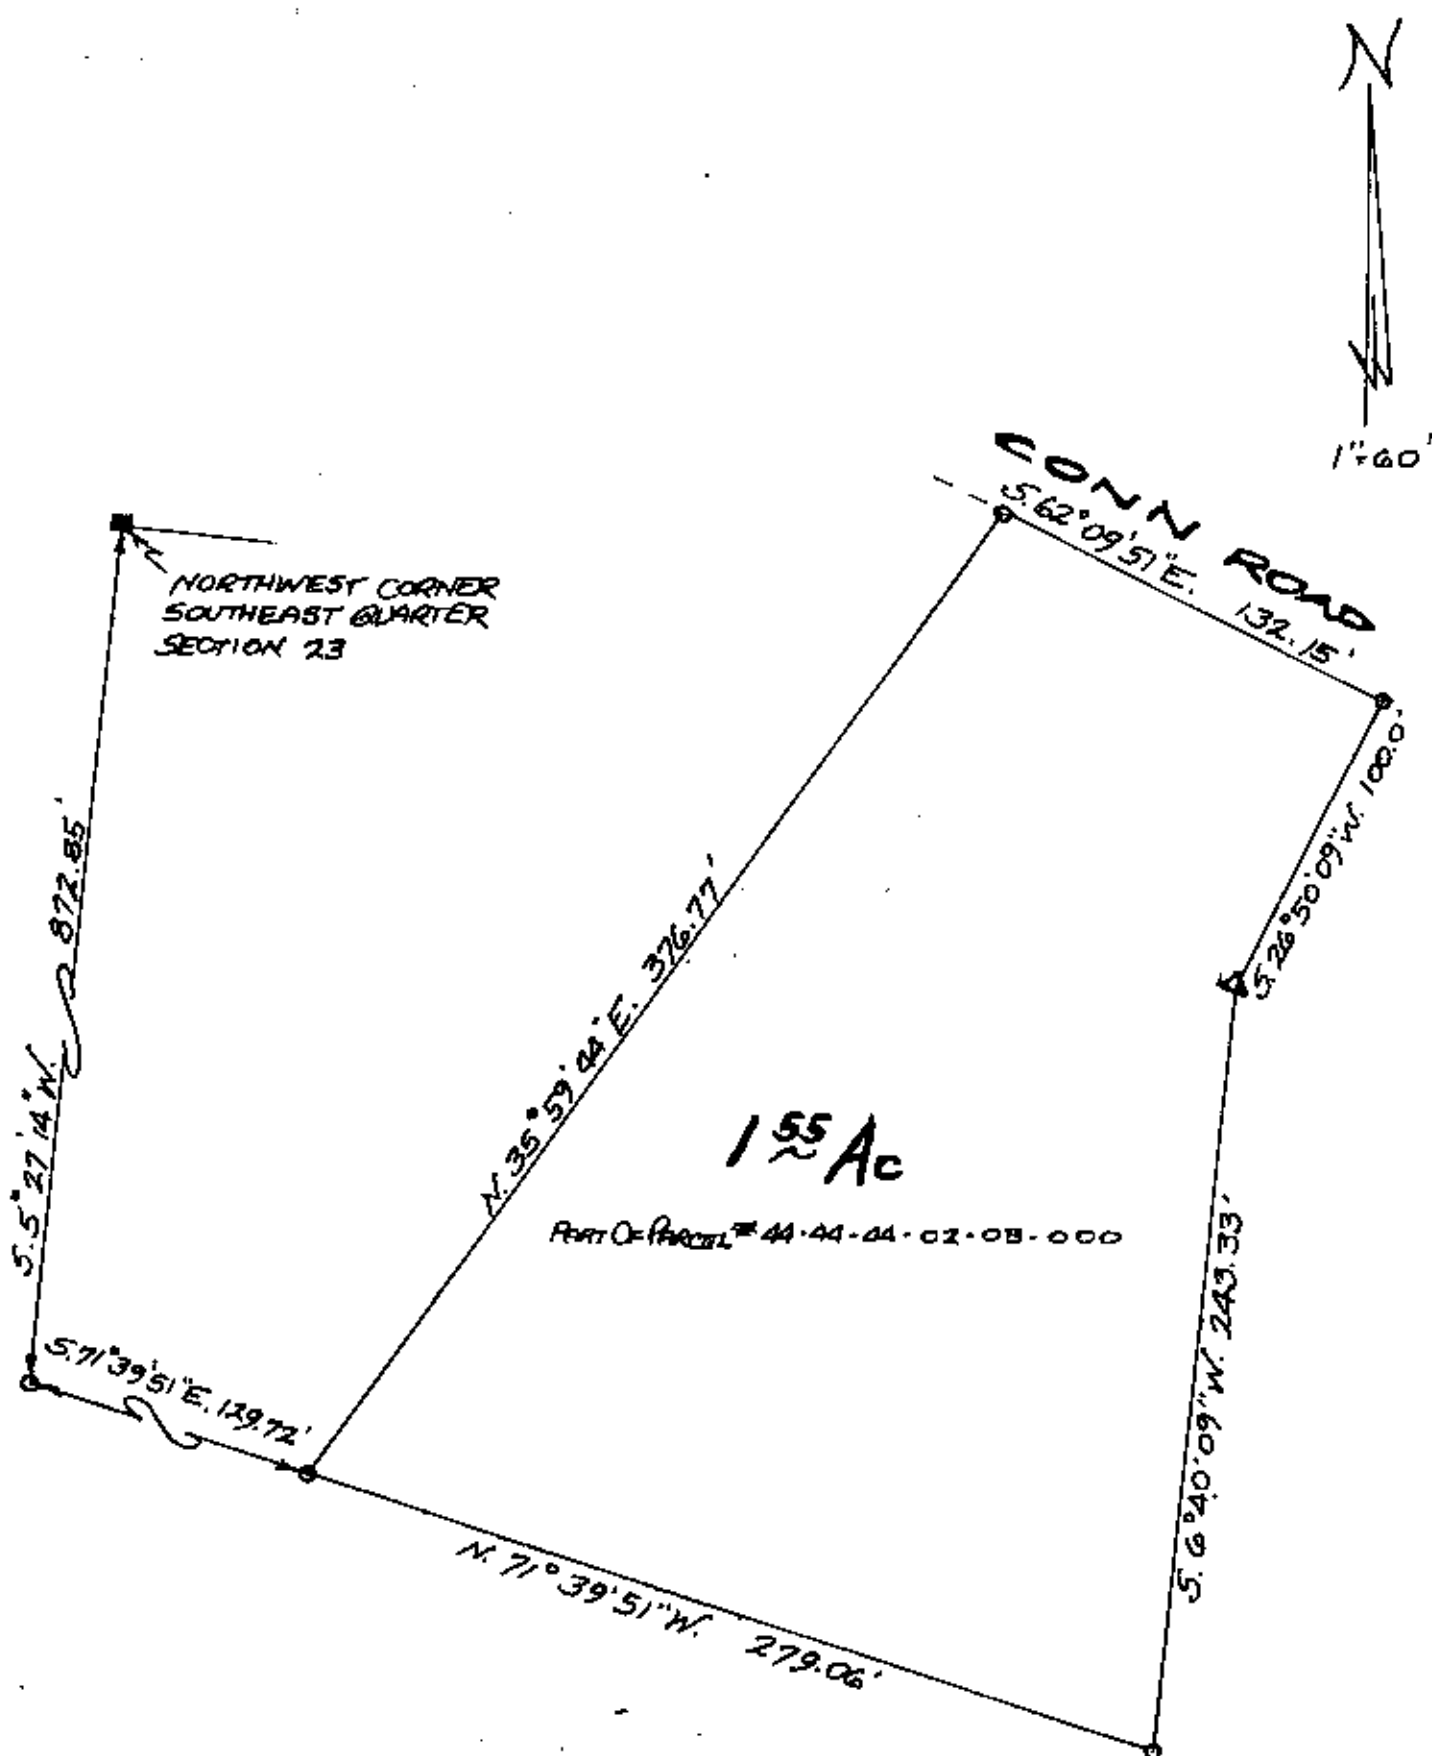 N
1"=60'
CONN ROAD
S. 62°09'51"E. 132.15'
NORTHWEST CORNER
SOUTHEAST QUARTER
SECTION 23
S. 26°50'09"W. 100.0'
872.85'
S. 5°27'14"W.
N. 35°59'44"E. 376.77'
1 55 Ac
PART OF PARCEL # 44-44-44-02-03-000
S. 6°40'09"W. 243.33'
S. 71°39'51"E. 129.72'
N. 71°39'51"W. 279.06'